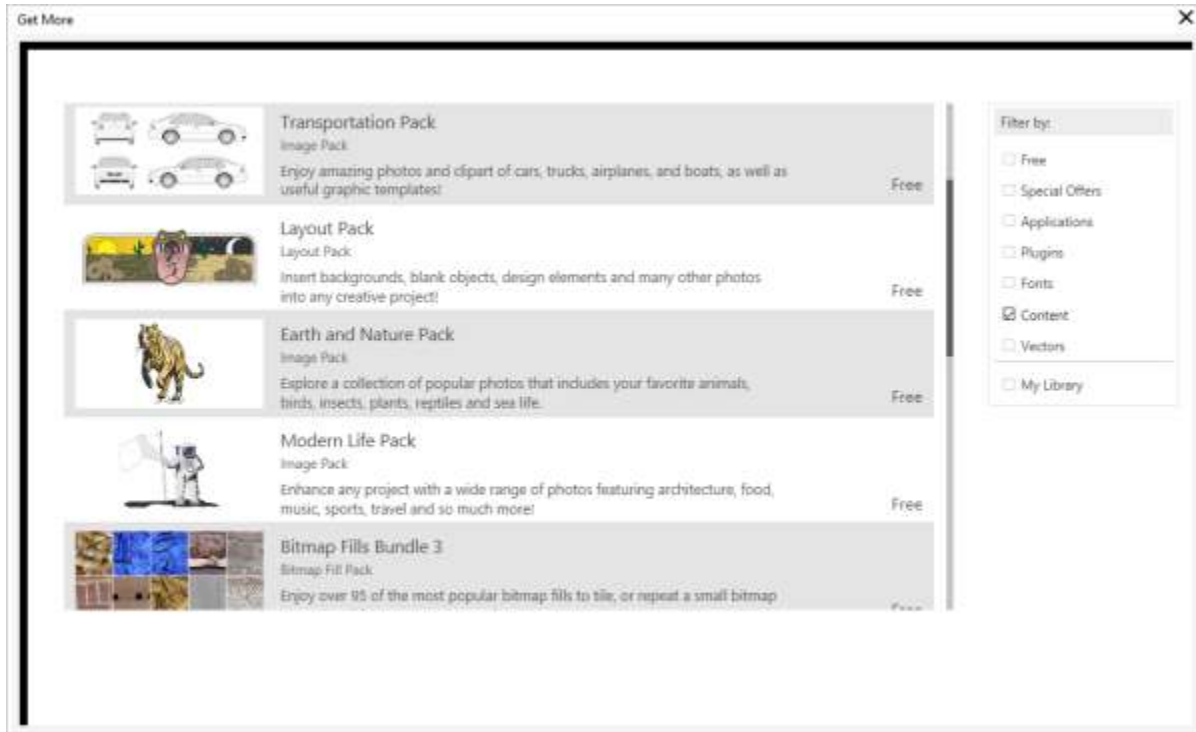 Get More
Transportation Pack
Image Pack
Enjoy amazing photos and clipart of cars, trucks, airplanes, and boats, as well as
useful graphic templates!
Free
Layout Pack
Layout Pack
Insert backgrounds, blank objects, design elements and many other photos
into any creative project!
Free
Earth and Nature Pack
Image Pack
Explore a collection of popular photos that includes your favorite animals,
birds, insects, plants, reptiles and sea life.
Free
Modern Life Pack
Image Pack
Enhance any project with a wide range of photos featuring architecture, food,
music, sports, travel and so much more!
Free
Bitmap Fills Bundle 3
Bitmap Fill Pack
Enjoy over 95 of the most popular bitmap fills to tile, or repeat a small bitmap
Free
Filter by:
Free
Special Offers
Applications
Plugins
Fonts
Content
Vectors
My Library